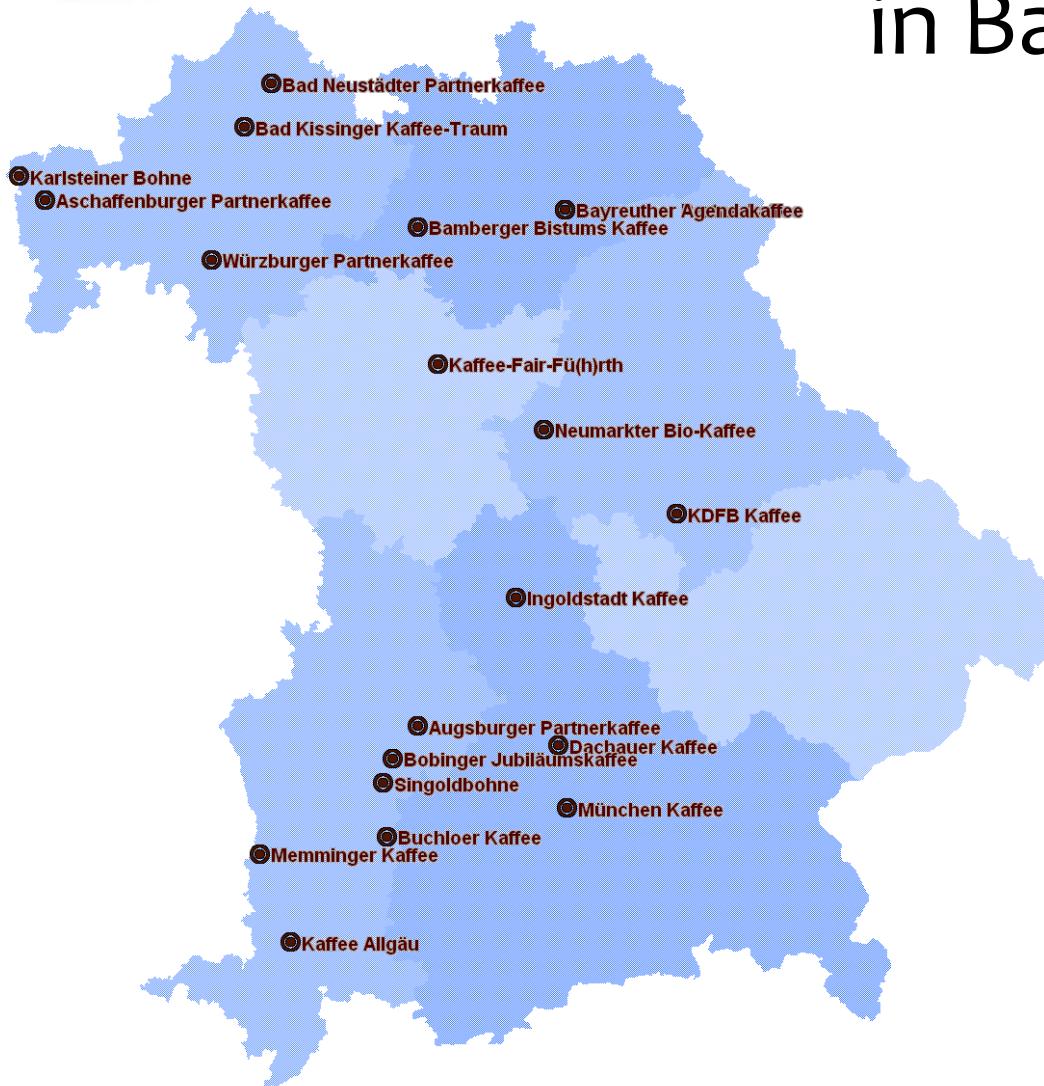 in Ba
Bad Neustädter Partnerkaffee
Bad Kissinger Kaffee-Traum
Karlsteiner Bohne
Aschaffenburger Partnerkaffee
Bayreuther Agendakaffee
Bamberger Bistums Kaffee
Würzburger Partnerkaffee
Kaffee-Fair-Fü(h)rth
Neumarkter Bio-Kaffee
KDFB Kaffee
Ingoldstadt Kaffee
Augsburger Partnerkaffee
Dachauer Kaffee
Bobinger Jubiläumskaffee
Singoldbohne
München Kaffee
Buchloer Kaffee
Memminger Kaffee
Kaffee Allgäu